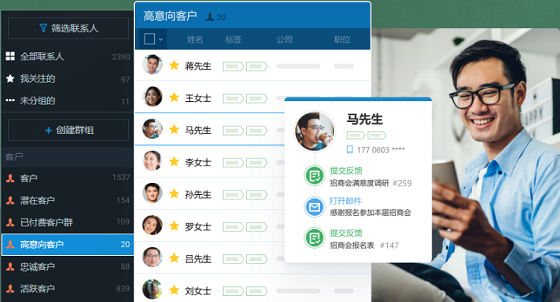 筛选联系人
全部联系人 2390
我关注的 97
未分组的 11
创建群组
客户
客户 1537
潜在客户 154
已付费客户群 109
高意向客户 20
忠诚客户 88
活跃客户 839
高意向客户 20
姓名 标签 公司 职位
蒋先生
王女士
马先生
李女士
孙先生
罗女士
吕先生
刘女士
马先生
177 0803 ****
提交反馈
招商会满意度调研 #259
打开邮件
感谢报名参加本届招商会
提交反馈
招商会报名表 #147